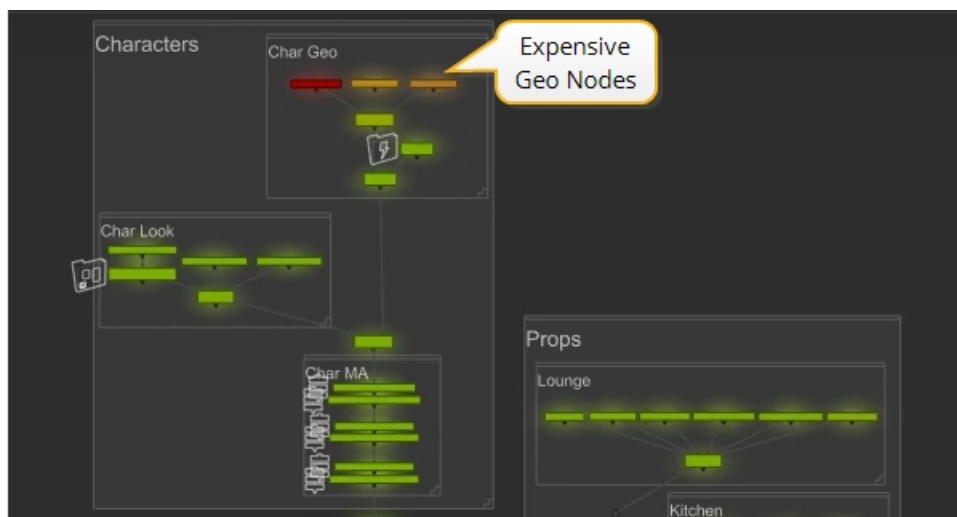 Characters
Char Geo
Expensive
Geo Nodes
Char Look
Char MA
Props
Lounge
Kitchen